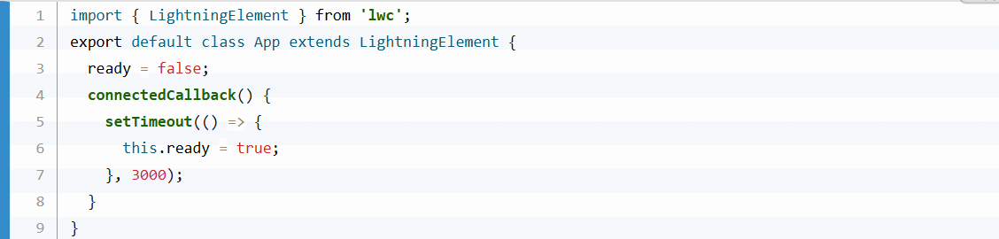 1 import { LightningElement } from 'lwc';
2 export default class App extends LightningElement {
3   ready = false;
4   connectedCallback() {
5     setTimeout(() => {
6       this.ready = true;
7     }, 3000);
8   }
9 }